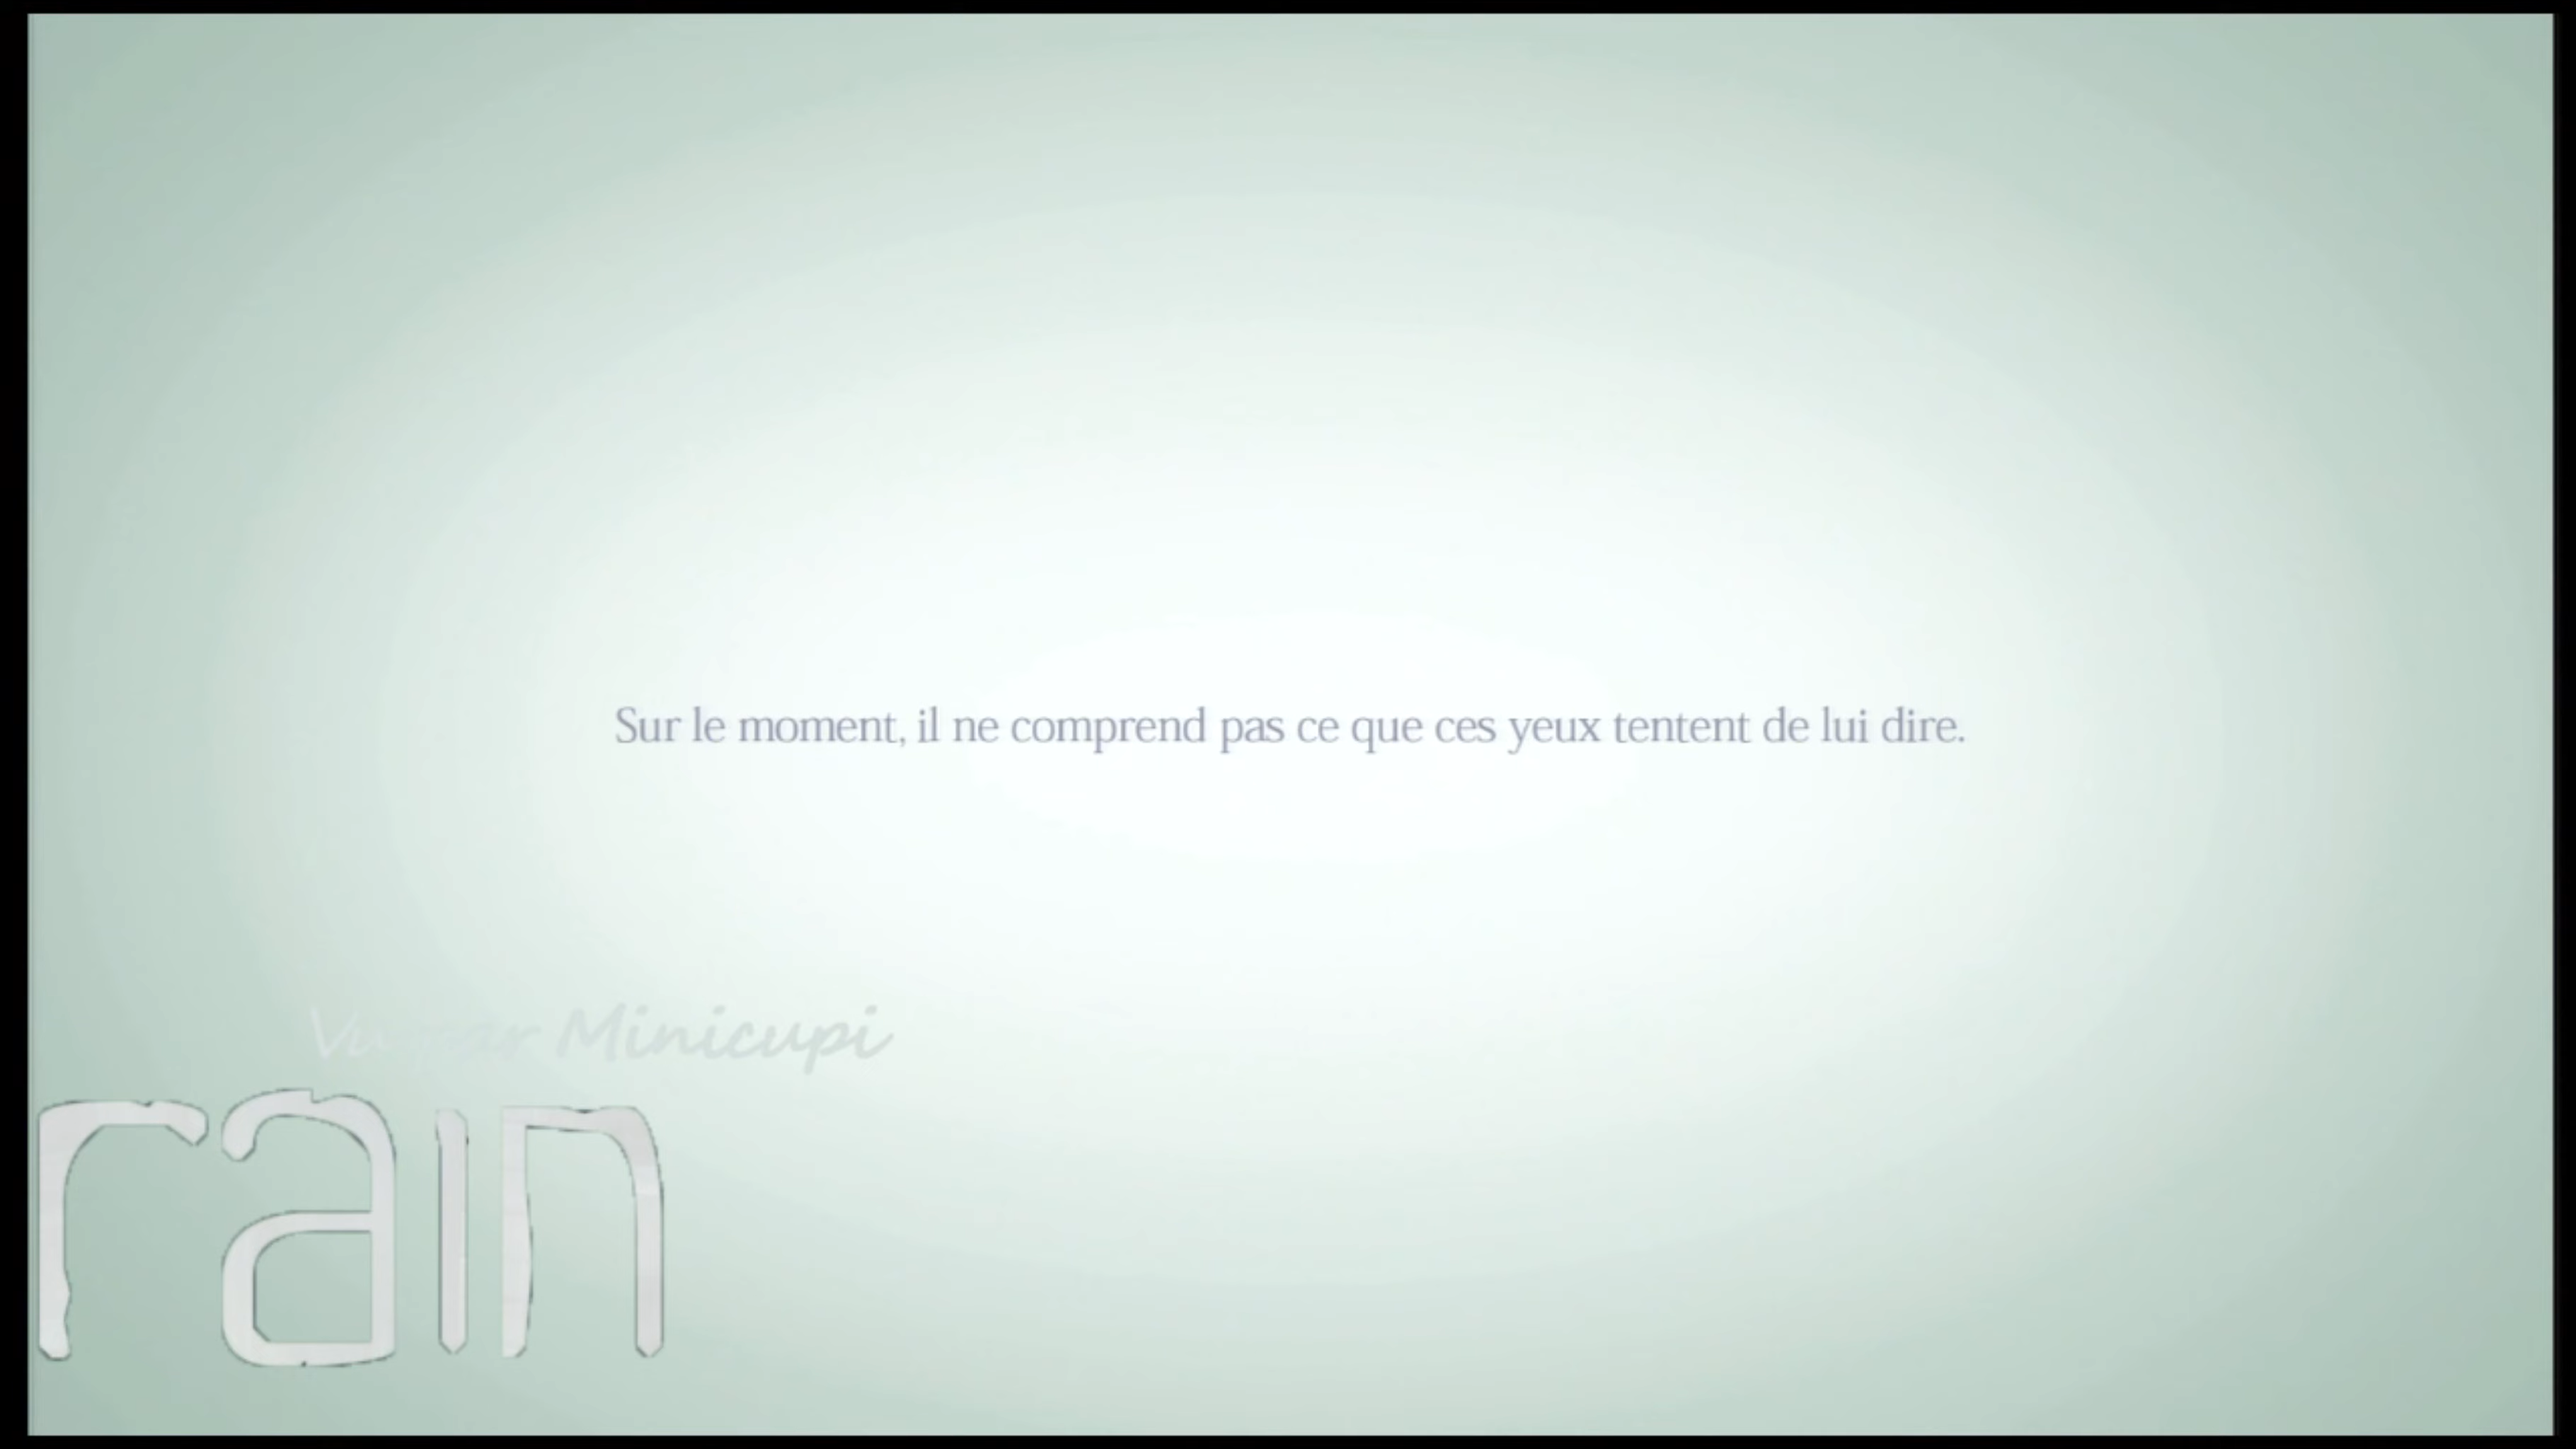 Sur le moment, il ne comprend pas ce que ces yeux tentent de lui dire.
Minicupi
rain